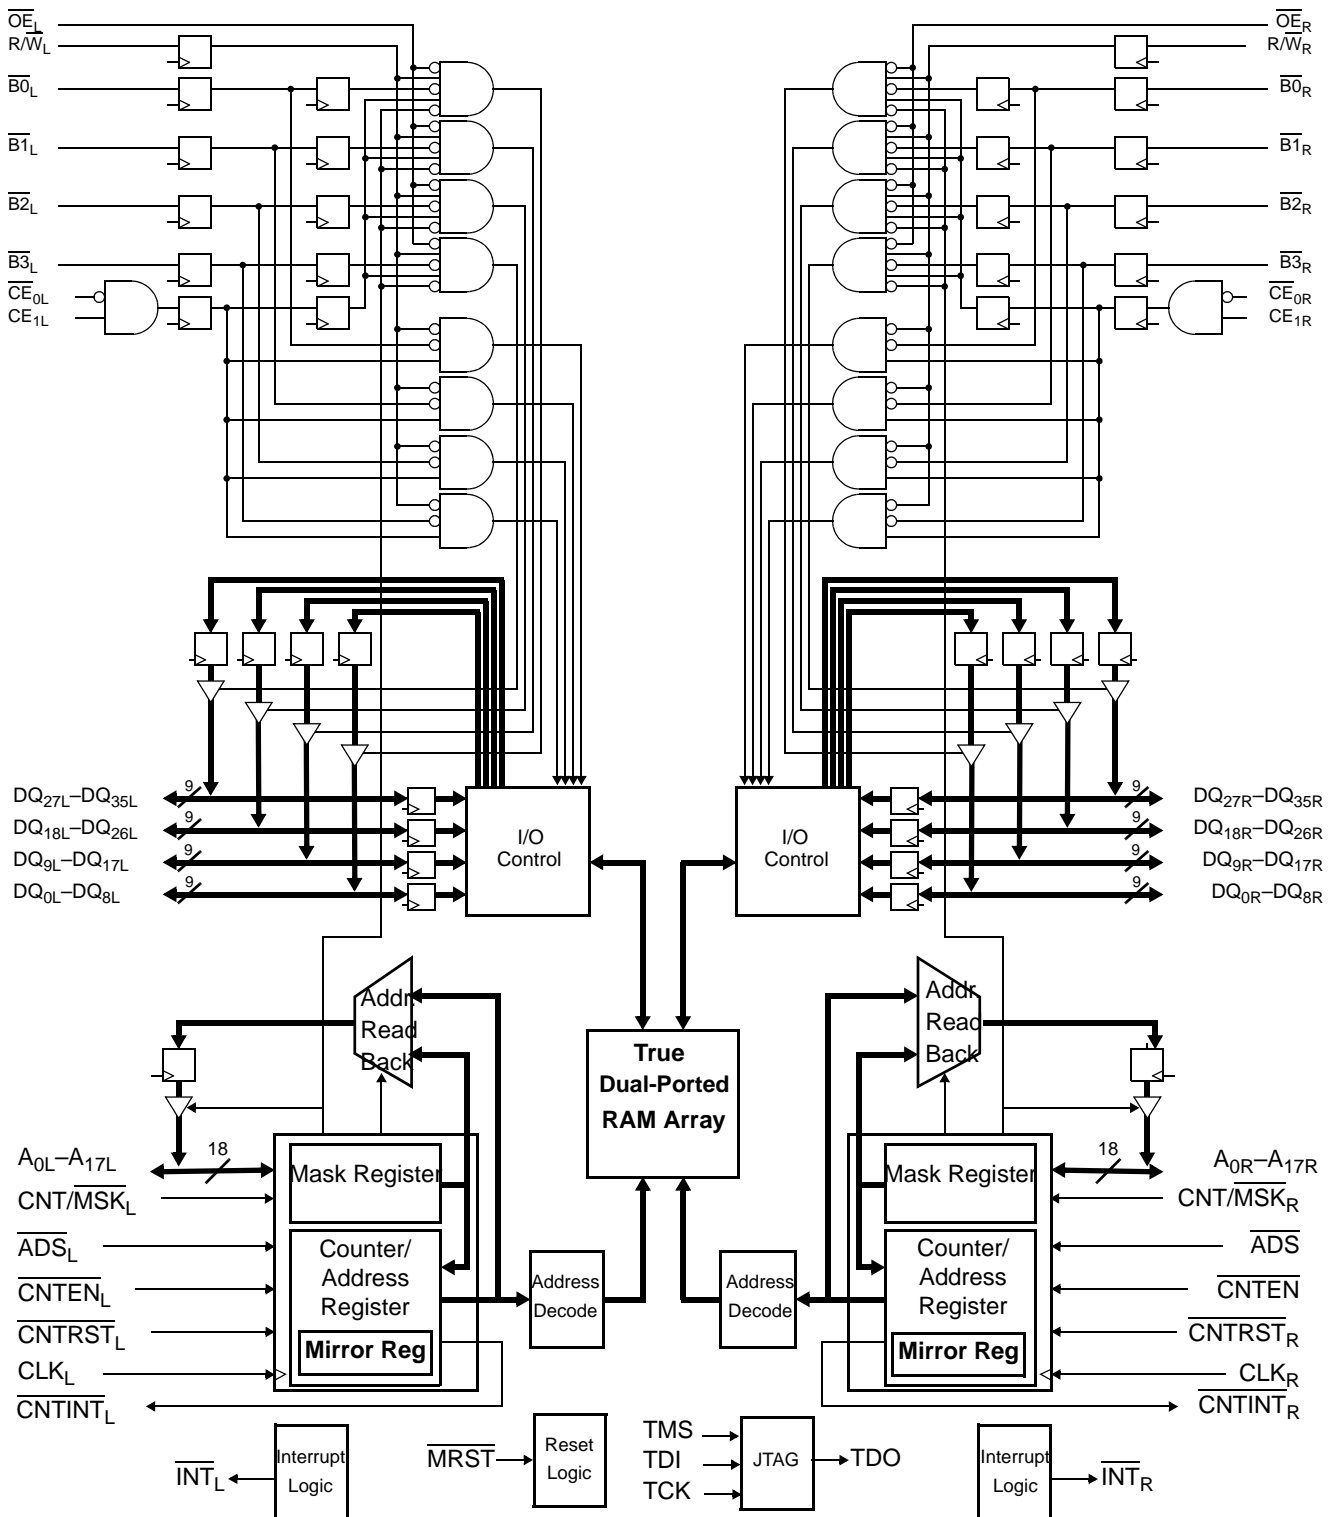 OE_L
R/W_L
B0_L
B1_L
B2_L
B3_L
CE_0L
CE_1L
OE_R
R/W_R
B0_R
B1_R
B2_R
B3_R
CE_0R
CE_1R
DQ_27L–DQ_35L
DQ_18L–DQ_26L
DQ_9L–DQ_17L
DQ_0L–DQ_8L
9
9
9
9
I/O
Control
I/O
Control
9
9
9
9
DQ_27R–DQ_35R
DQ_18R–DQ_26R
DQ_9R–DQ_17R
DQ_0R–DQ_8R
Addr.
Read
Back
True
Dual-Ported
RAM Array
Addr.
Read
Back
A_0L–A_17L
18
CNT/MSK_L
ADS_L
CNTEN_L
CNTRST_L
CLK_L
CNTINT_L
Mask Register
Counter/
Address
Register
Mirror Reg
Address
Decode
Address
Decode
Mask Register
Counter/
Address
Register
Mirror Reg
18
A_0R–A_17R
CNT/MSK_R
ADS
CNTEN
CNTRST_R
CLK_R
CNTINT_R
INT_L
Interrupt
Logic
MRST
Reset
Logic
TMS
TDI
TCK
JTAG
TDO
Interrupt
Logic
INT_R